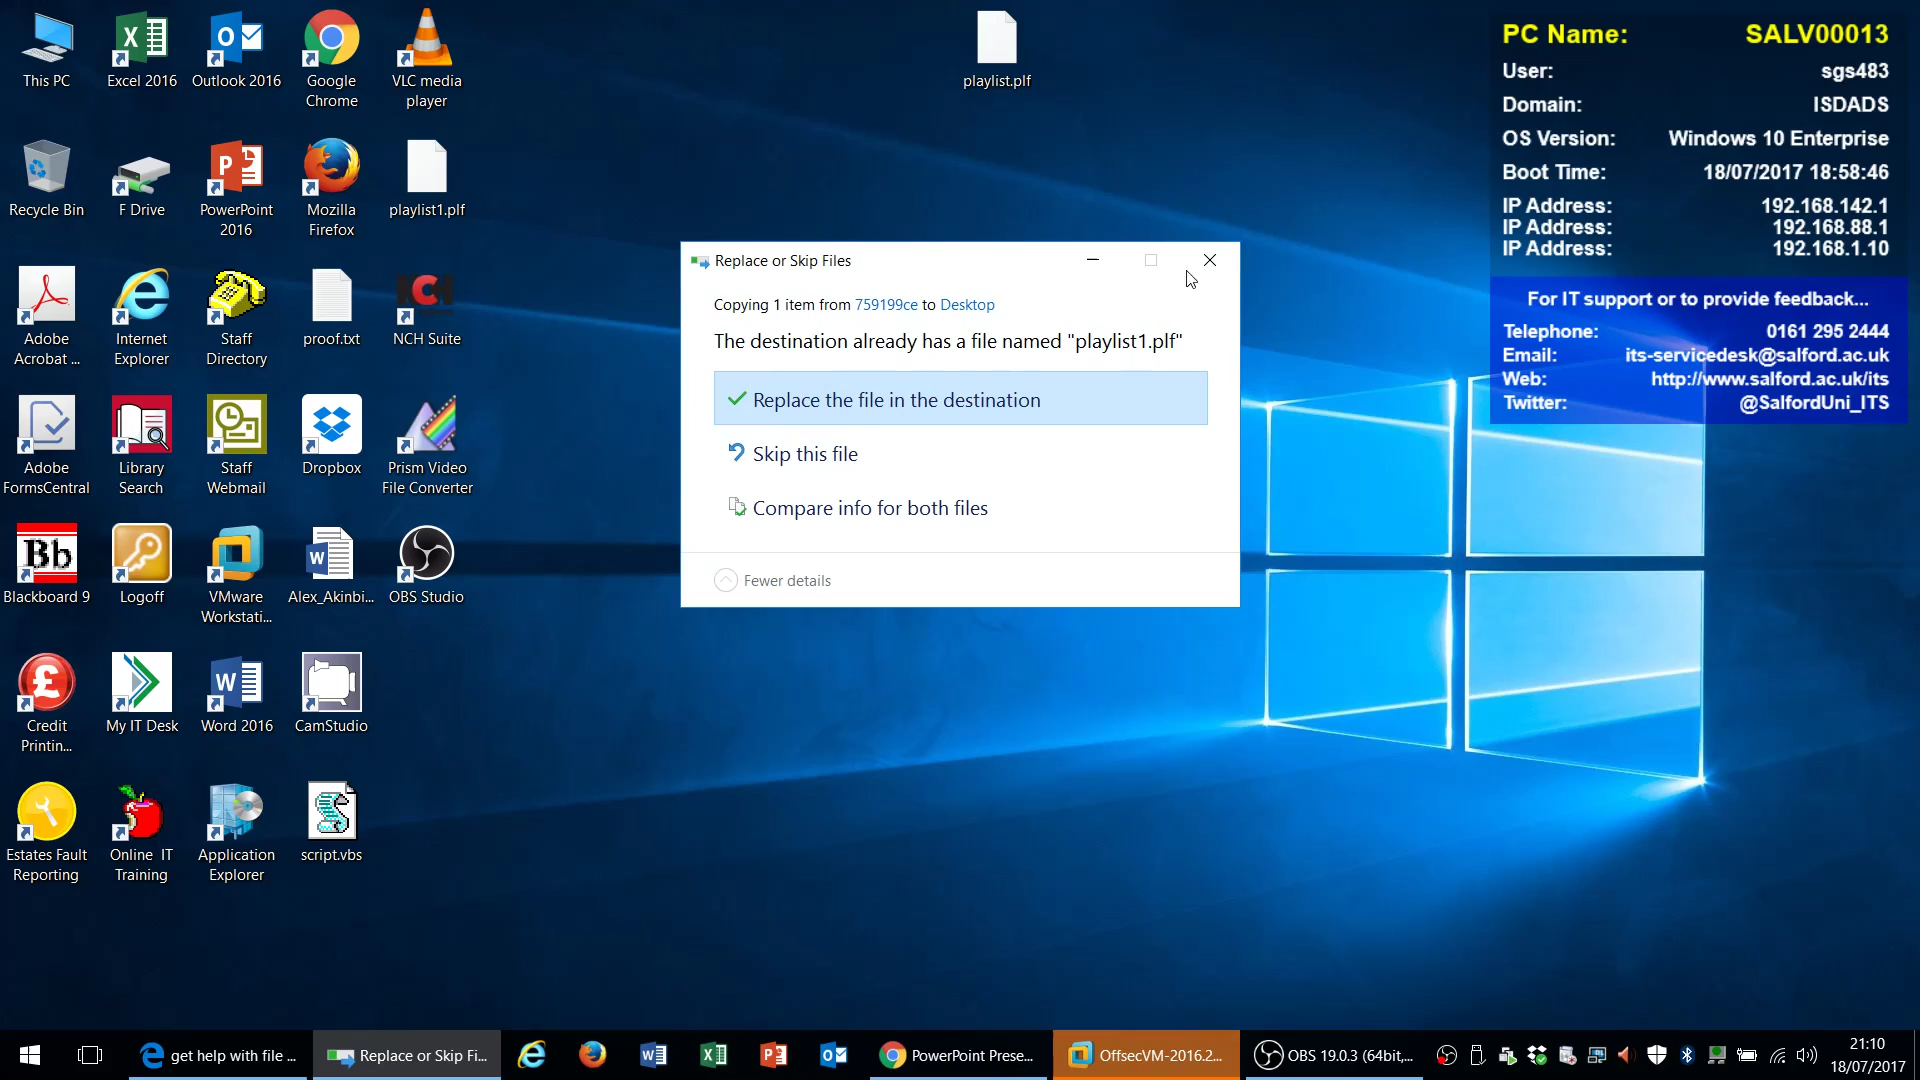 This PC
Excel 2016
Outlook 2016
Google
Chrome
VLC media
player
playlist.plf
Recycle Bin
F Drive
PowerPoint
2016
Mozilla
Firefox
playlist1.plf
Adobe
Acrobat ...
Internet
Explorer
Staff
Directory
proof.txt
NCH Suite
Adobe
FormsCentral
Library
Search
Staff
Webmail
Dropbox
Prism Video
File Converter
Blackboard 9
Logoff
VMware
Workstati...
Alex_Akinbi...
OBS Studio
Credit
Printin...
My IT Desk
Word 2016
CamStudio
Estates Fault
Reporting
Online IT
Training
Application
Explorer
script.vbs
Replace or Skip Files
Copying 1 item from 759199ce to Desktop
The destination already has a file named "playlist1.plf"
Replace the file in the destination
Skip this file
Compare info for both files
Fewer details
PC Name: SALV00013
User: sgs483
Domain: ISDADS
OS Version: Windows 10 Enterprise
Boot Time: 18/07/2017 18:58:46
IP Address: 192.168.142.1
IP Address: 192.168.88.1
IP Address: 192.168.1.10
For IT support or to provide feedback...
Telephone: 0161 295 2444
Email: its-servicedesk@salford.ac.uk
Web: http://www.salford.ac.uk/its
Twitter: @SalfordUni_ITS
get help with file ...
Replace or Skip Fi...
PowerPoint Prese...
OffsecVM-2016.2...
OBS 19.0.3 (64bit,...
21:10
18/07/2017